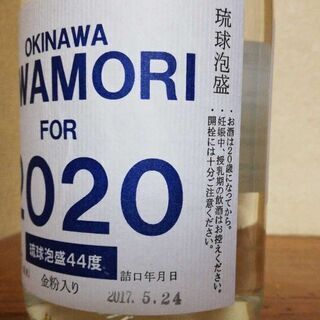 OKINAWA
WAMORI
FOR
2020
琉球泡盛44度
金粉入り
詰口年月日
2017. 5.24
琉球泡盛
・お酒は20歳になってから。
・妊娠中、授乳期の飲酒はお控えください。
・開栓には十分ご注意ください。